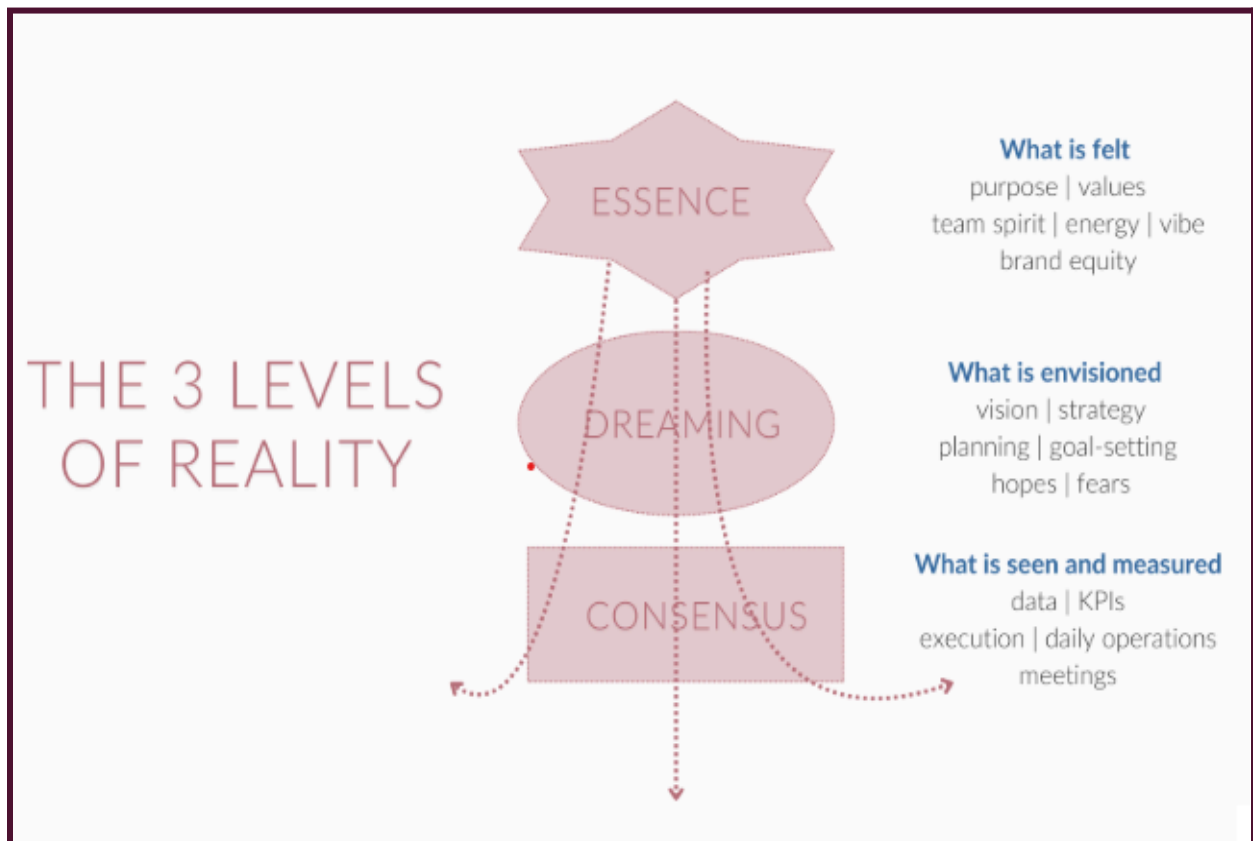 THE 3 LEVELS
OF REALITY
ESSENCE
What is felt
purpose | values
team spirit | energy | vibe
brand equity
DREAMING
What is envisioned
vision | strategy
planning | goal-setting
hopes | fears
CONSENSUS
What is seen and measured
data | KPIs
execution | daily operations
meetings